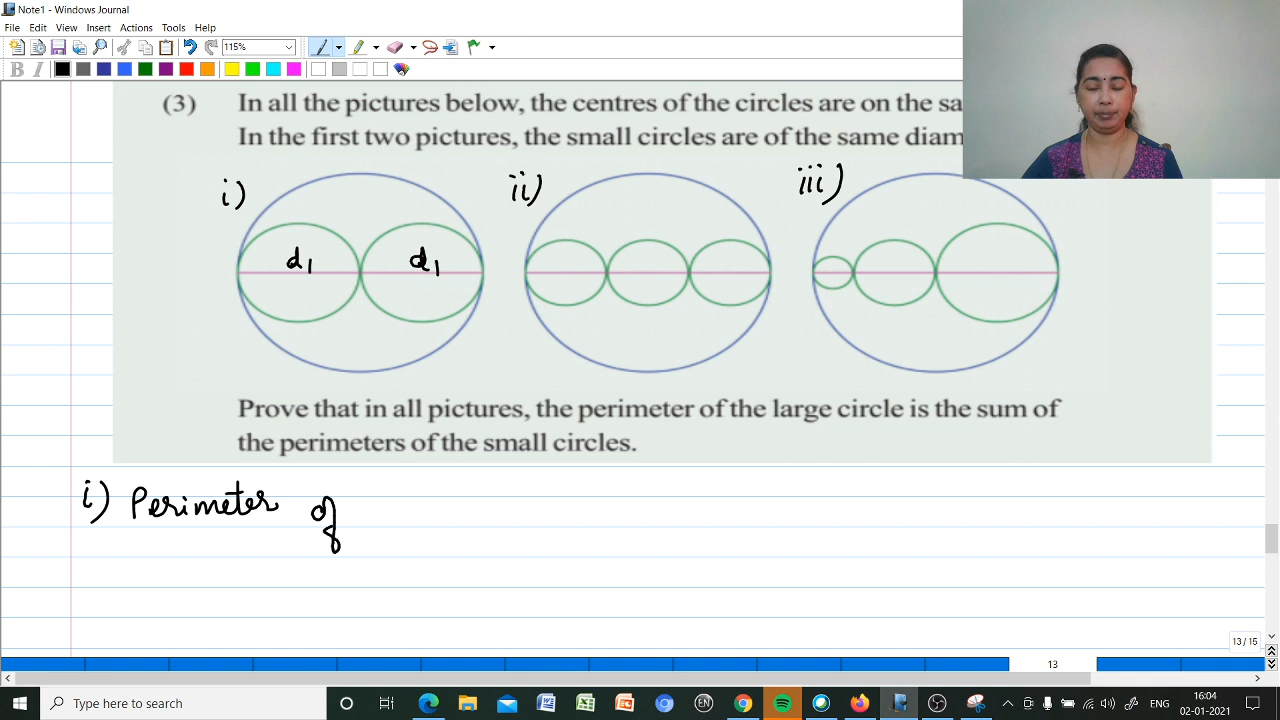 Note1 - Windows Journal
File Edit View Insert Actions Tools Help
115%
B I
(3) In all the pictures below, the centres of the circles are on the sa
In the first two pictures, the small circles are of the same diam
i) ii) iii)
d1 d1
Prove that in all pictures, the perimeter of the large circle is the sum of
the perimeters of the small circles.
i) Perimeter of
13 / 15
13
Type here to search
ENG
16:04
02-01-2021